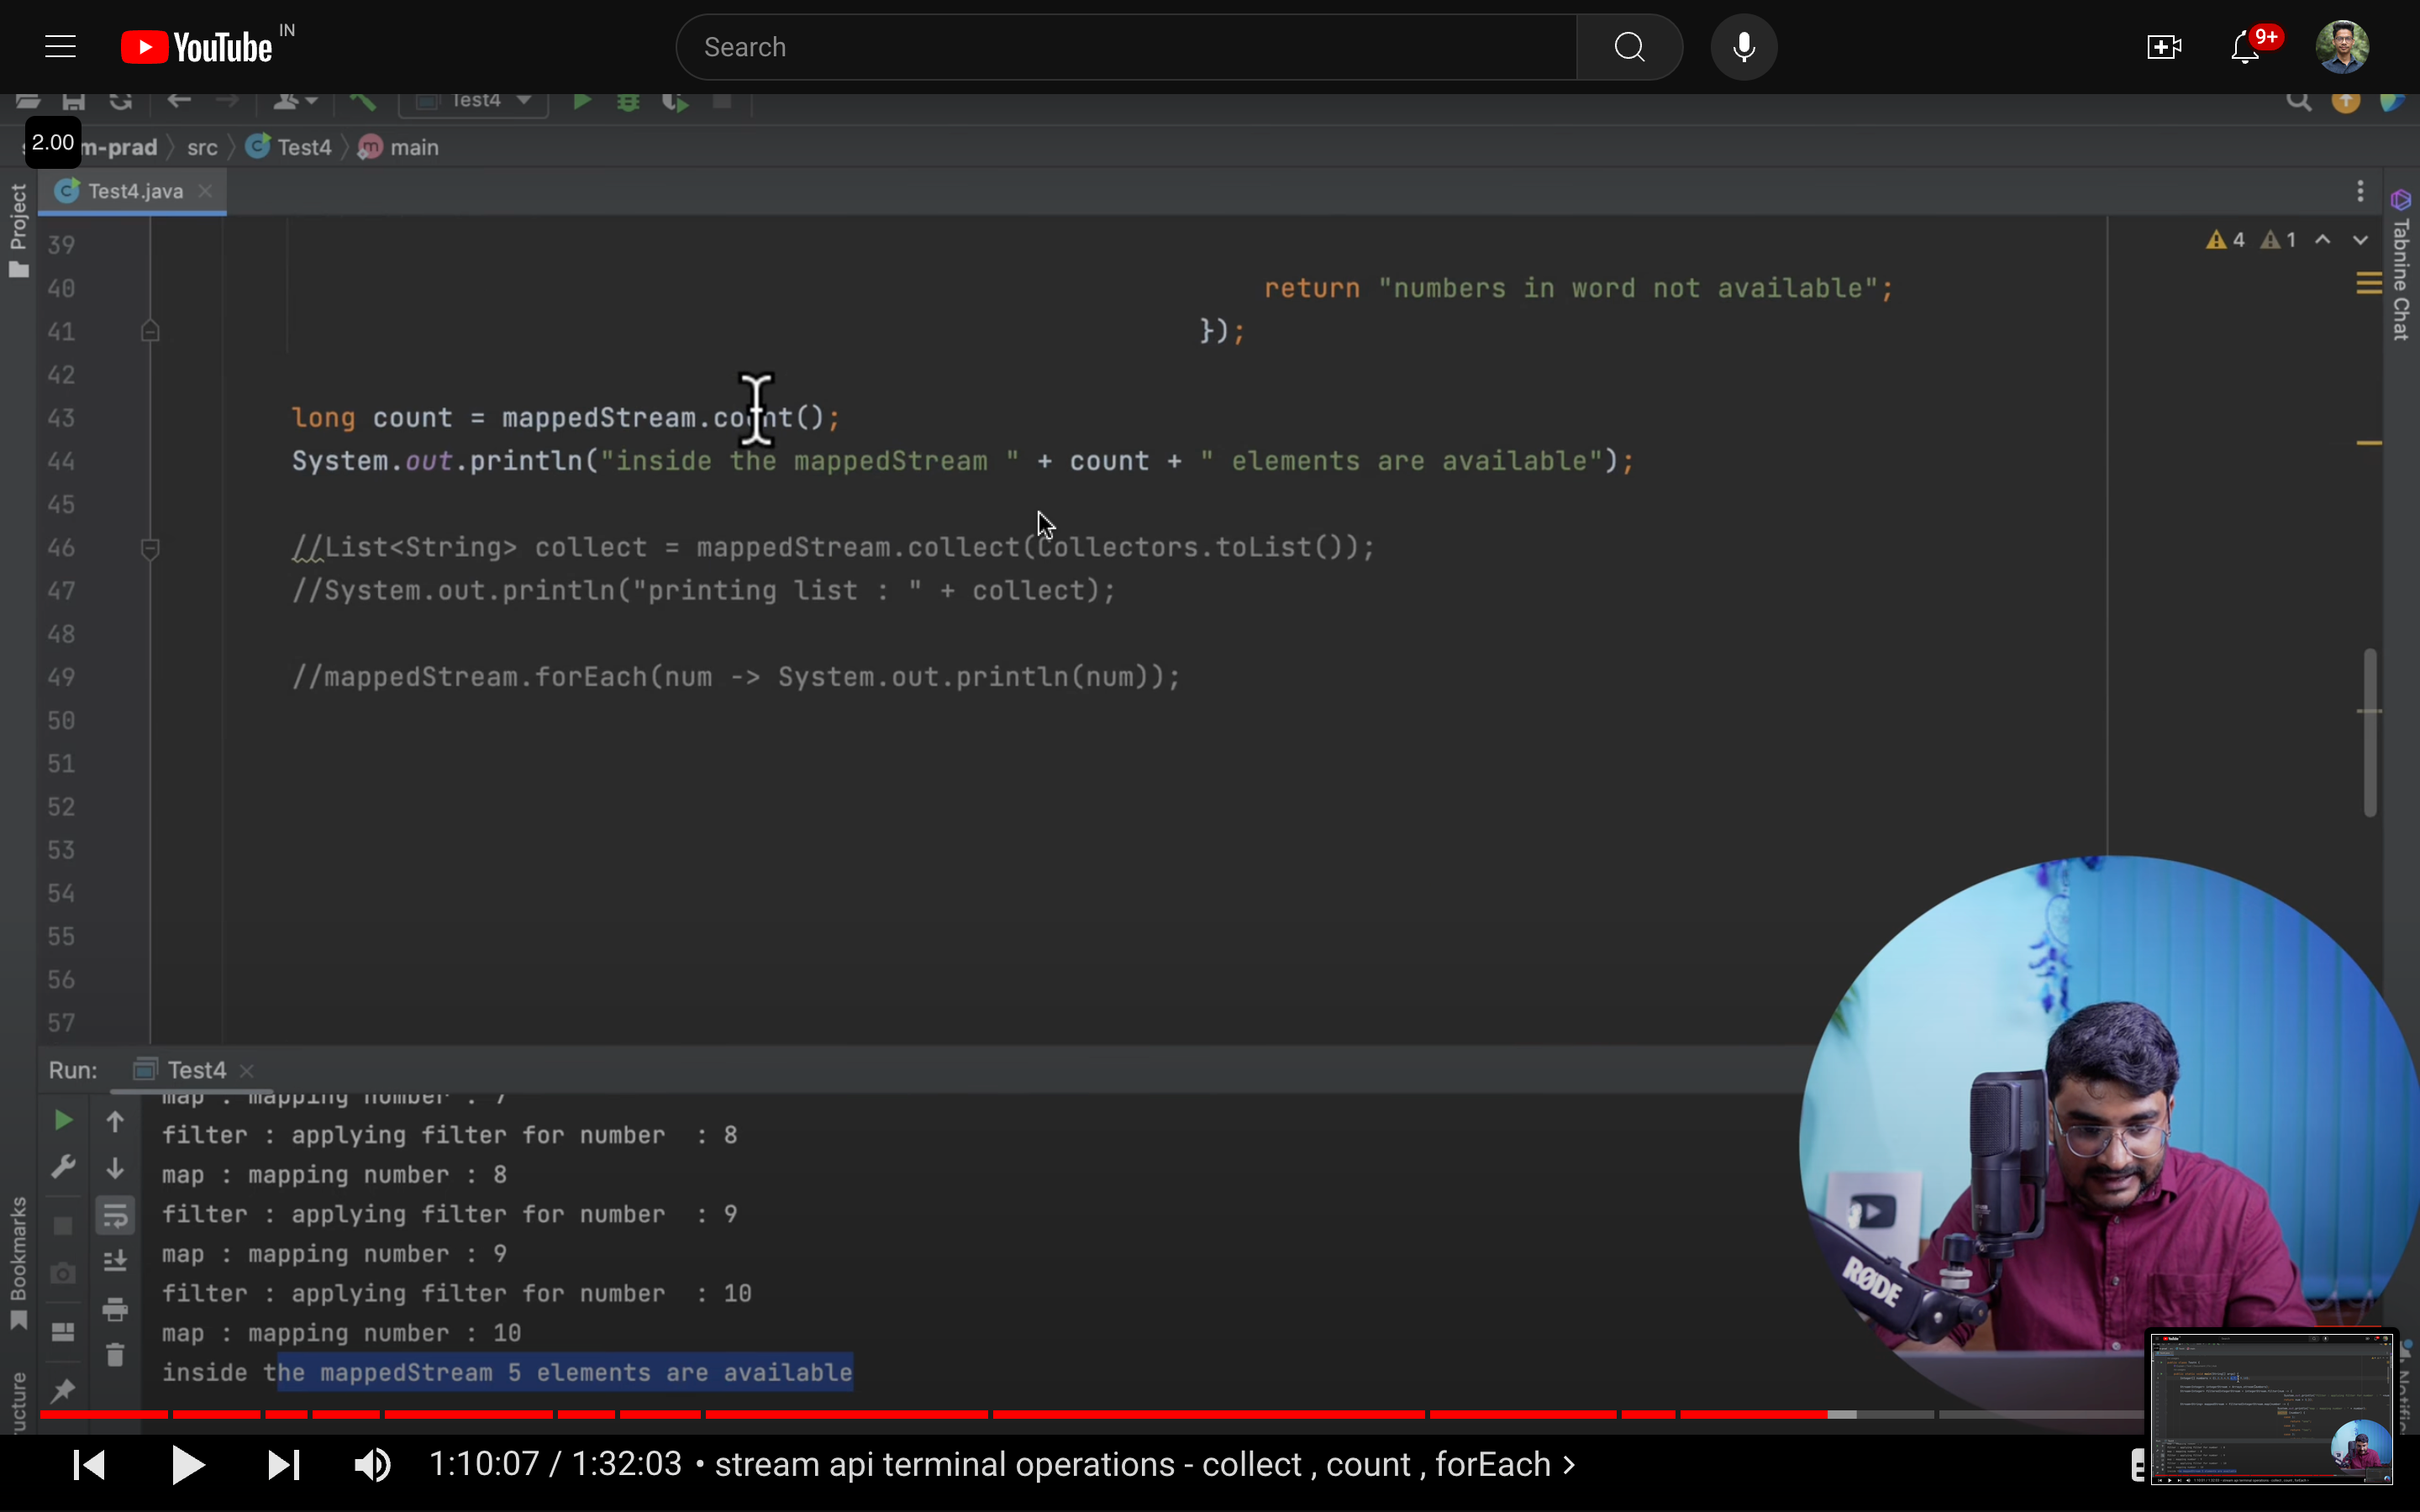 YouTube IN
Search
9+
Test4
2.00
m-prad src Test4 main
Test4.java
Project
Tabnine Chat
4 1
39
40 return "numbers in word not available";
41 });
42
43 long count = mappedStream.count();
44 System.out.println("inside the mappedStream " + count + " elements are available");
45
46 //List<String> collect = mappedStream.collect(Collectors.toList());
47 //System.out.println("printing list : " + collect);
48
49 //mappedStream.forEach(num -> System.out.println(num));
50
51
52
53
54
55
56
57
Run: Test4
map : mapping number : 7
filter : applying filter for number : 8
map : mapping number : 8
filter : applying filter for number : 9
map : mapping number : 9
filter : applying filter for number : 10
map : mapping number : 10
inside the mappedStream 5 elements are available
Bookmarks
ucture
RØDE
1:10:07 / 1:32:03 • stream api terminal operations - collect , count , forEach >